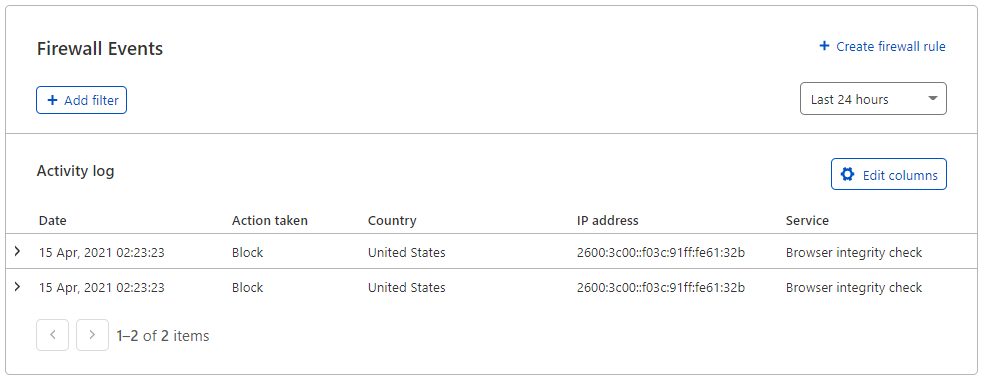 Firewall Events
+ Create firewall rule
+ Add filter
Last 24 hours
Activity log
Edit columns
Date Action taken Country IP address Service
15 Apr, 2021 02:23:23 Block United States 2600:3c00::f03c:91ff:fe61:32b Browser integrity check
15 Apr, 2021 02:23:23 Block United States 2600:3c00::f03c:91ff:fe61:32b Browser integrity check
1–2 of 2 items